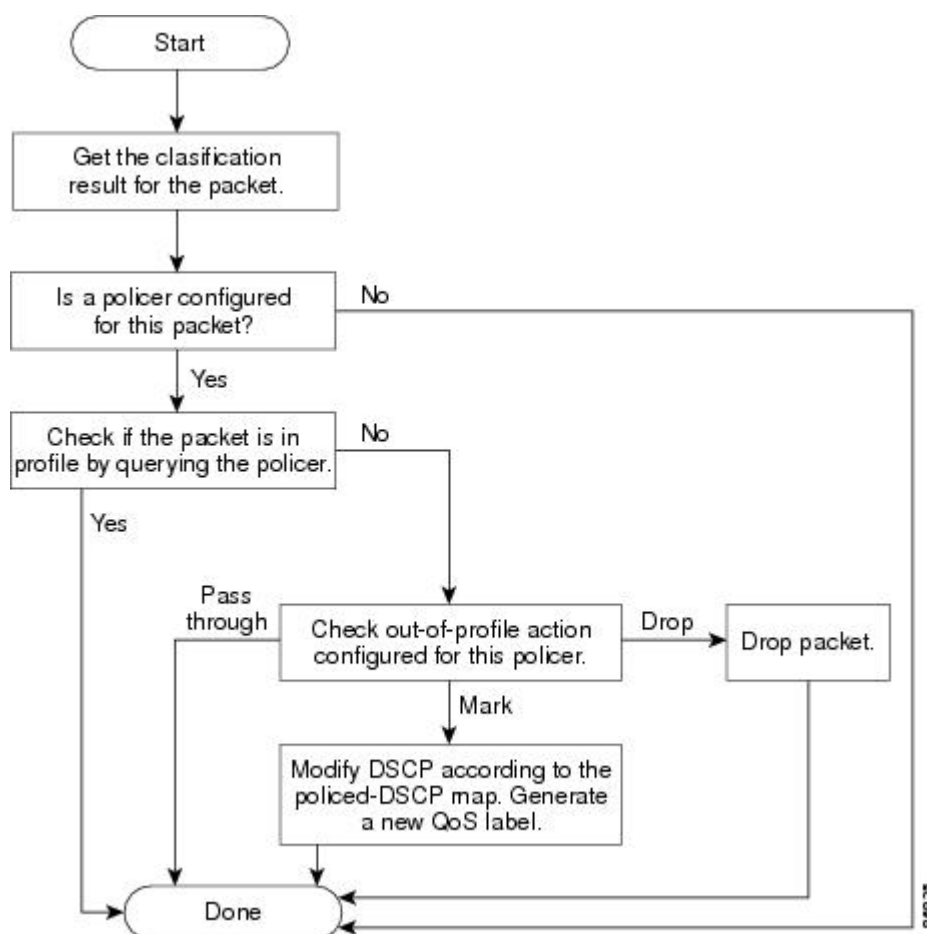 Start
Get the clasification
result for the packet.
Is a policer configured
for this packet?
No
Yes
Check if the packet is in
profile by querying the policer.
No
Yes
Pass
through
Check out-of-profile action
configured for this policer.
Drop
Drop packet.
Mark
Modify DSCP according to the
policed-DSCP map. Generate
a new QoS label.
Done